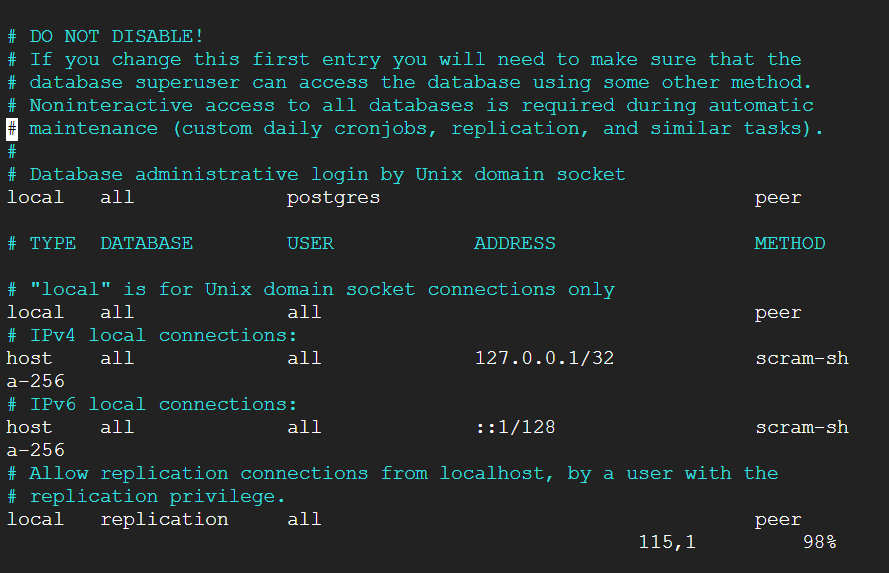 # DO NOT DISABLE!
# If you change this first entry you will need to make sure that the
# database superuser can access the database using some other method.
# Noninteractive access to all databases is required during automatic
# maintenance (custom daily cronjobs, replication, and similar tasks).
#
# Database administrative login by Unix domain socket
local   all             postgres                                peer

# TYPE  DATABASE        USER            ADDRESS                 METHOD

# "local" is for Unix domain socket connections only
local   all             all                                     peer
# IPv4 local connections:
host    all             all             127.0.0.1/32            scram-sh
a-256
# IPv6 local connections:
host    all             all             ::1/128                 scram-sh
a-256
# Allow replication connections from localhost, by a user with the
# replication privilege.
local   replication     all                                     peer
                                                      115,1         98%